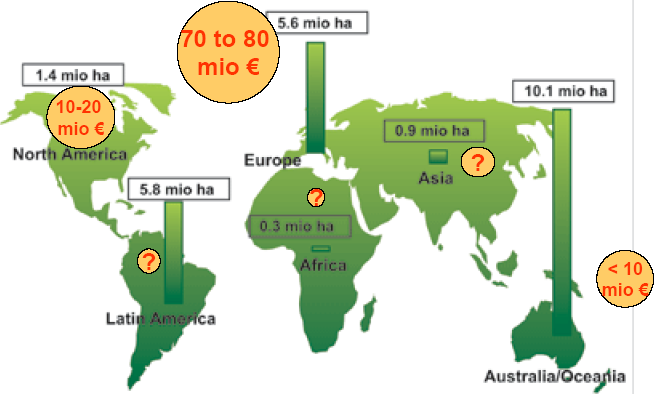 5.6 mio ha
70 to 80
mio €
1.4 mio ha
10-20
mio €
North America
10.1 mio ha
0.9 mio ha
?
Asia
Europe
5.8 mio ha
?
0.3 mio ha
Africa
?
< 10
mio €
Latin America
Australia/Oceania